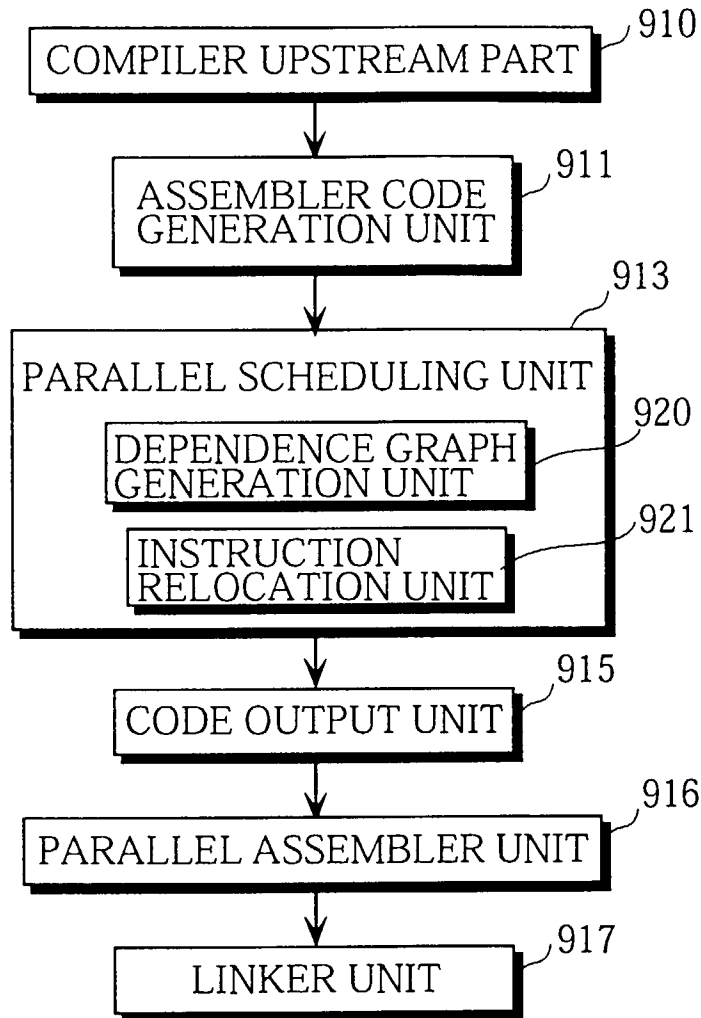 910
COMPILER UPSTREAM PART
911
ASSEMBLER CODE
GENERATION UNIT
913
PARALLEL SCHEDULING UNIT
920
DEPENDENCE GRAPH
GENERATION UNIT
921
INSTRUCTION
RELOCATION UNIT
915
CODE OUTPUT UNIT
916
PARALLEL ASSEMBLER UNIT
917
LINKER UNIT